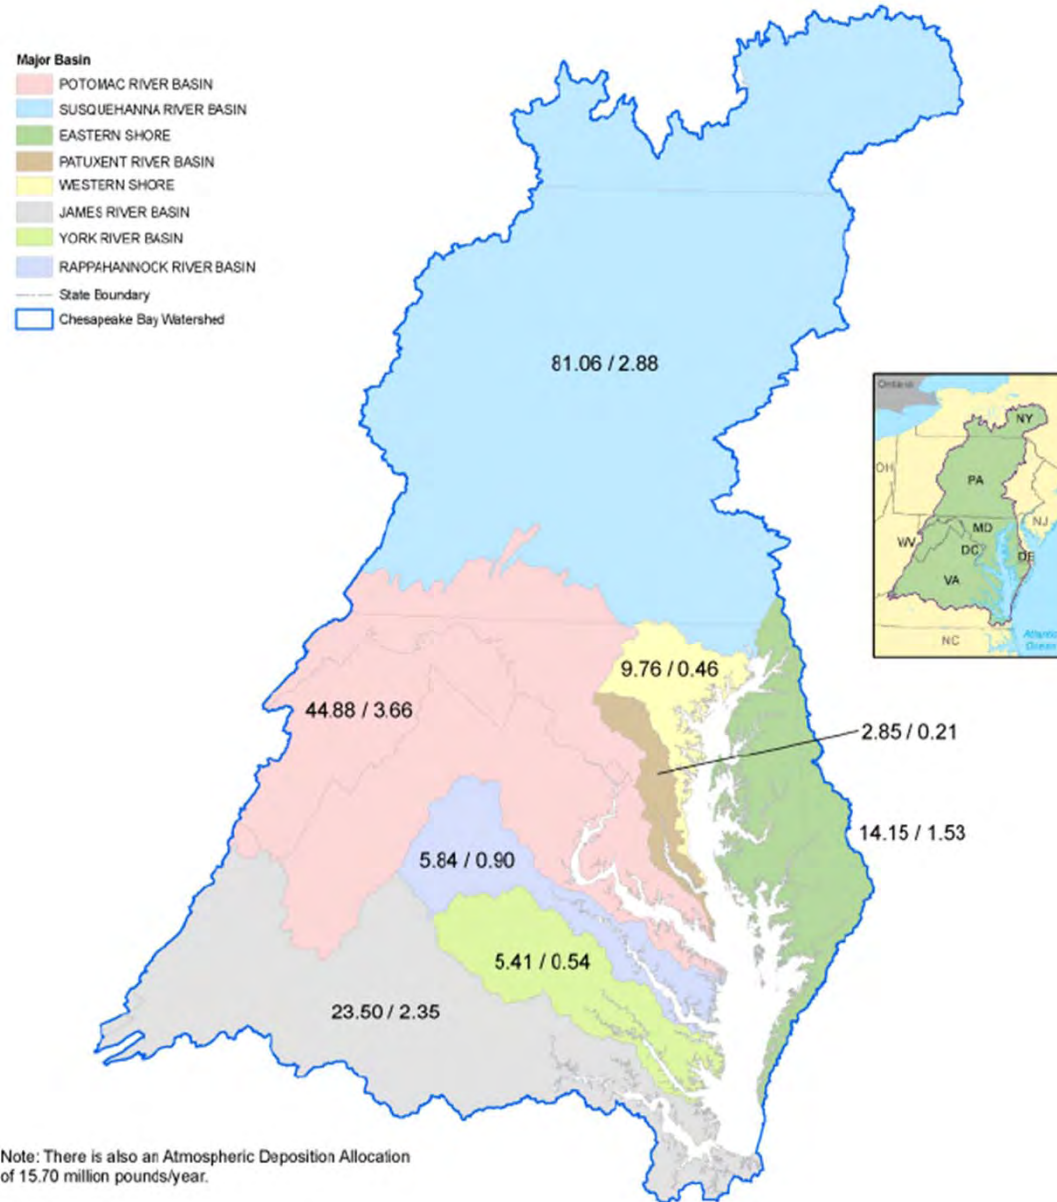 Major Basin
POTOMAC RIVER BASIN
SUSQUEHANNA RIVER BASIN
EASTERN SHORE
PATUXENT RIVER BASIN
WESTERN SHORE
JAMES RIVER BASIN
YORK RIVER BASIN
RAPPAHANNOCK RIVER BASIN
State Boundary
Chesapeake Bay Watershed
81.06 / 2.88
Ontario
NY
OH
PA
NJ
MD
WV
DC
DE
VA
NC
Atlantic
Ocean
9.76 / 0.46
44.88 / 3.66
2.85 / 0.21
14.15 / 1.53
5.84 / 0.90
5.41 / 0.54
23.50 / 2.35
Note: There is also an Atmospheric Deposition Allocation
of 15.70 million pounds/year.